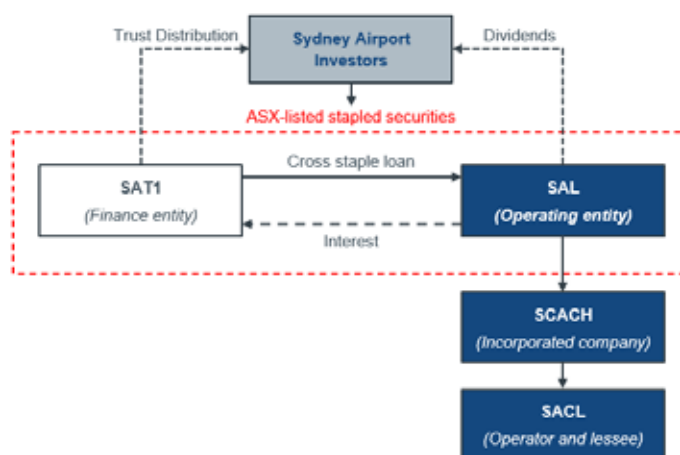 Trust Distribution
Sydney Airport
Investors
Dividends
ASX-listed stapled securities
SAT1
(Finance entity)
Cross staple loan
SAL
(Operating entity)
Interest
SCACH
(Incorporated company)
SACL
(Operator and lessee)